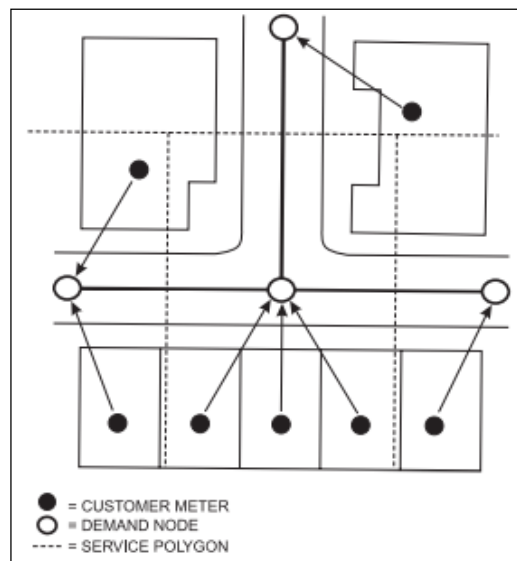 = CUSTOMER METER
= DEMAND NODE
= SERVICE POLYGON